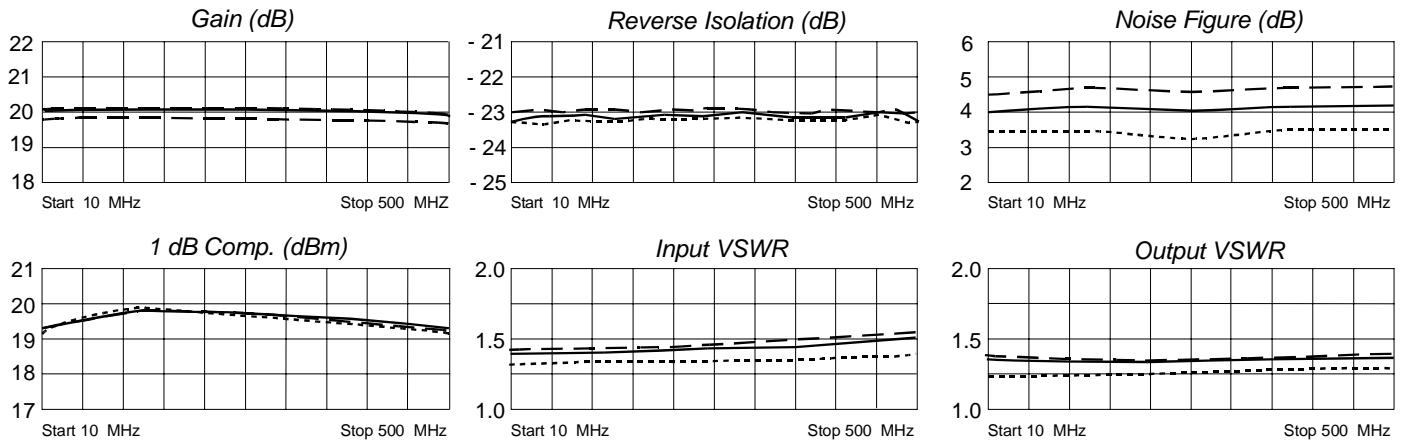 Gain (dB)
22
21
20
19
18
Start 10 MHz
Stop 500 MHZ
Reverse Isolation (dB)
- 21
- 22
- 23
- 24
- 25
Start 10 MHz
Stop 500 MHz
Noise Figure (dB)
6
5
4
3
2
Start 10 MHz
Stop 500 MHz
1 dB Comp. (dBm)
21
20
19
18
17
Start 10 MHz
Stop 500 MHz
Input VSWR
2.0
1.5
1.0
Start 10 MHz
Stop 500 MHz
Output VSWR
2.0
1.5
1.0
Start 10 MHz
Stop 500 MHz